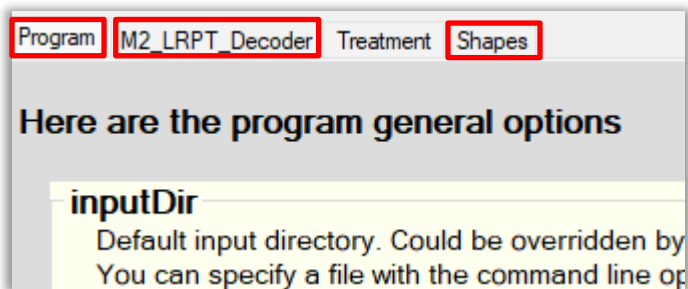 Program M2_LRPT_Decoder Treatment Shapes
Here are the program general options
inputDir
Default input directory. Could be overridden by
You can specify a file with the command line